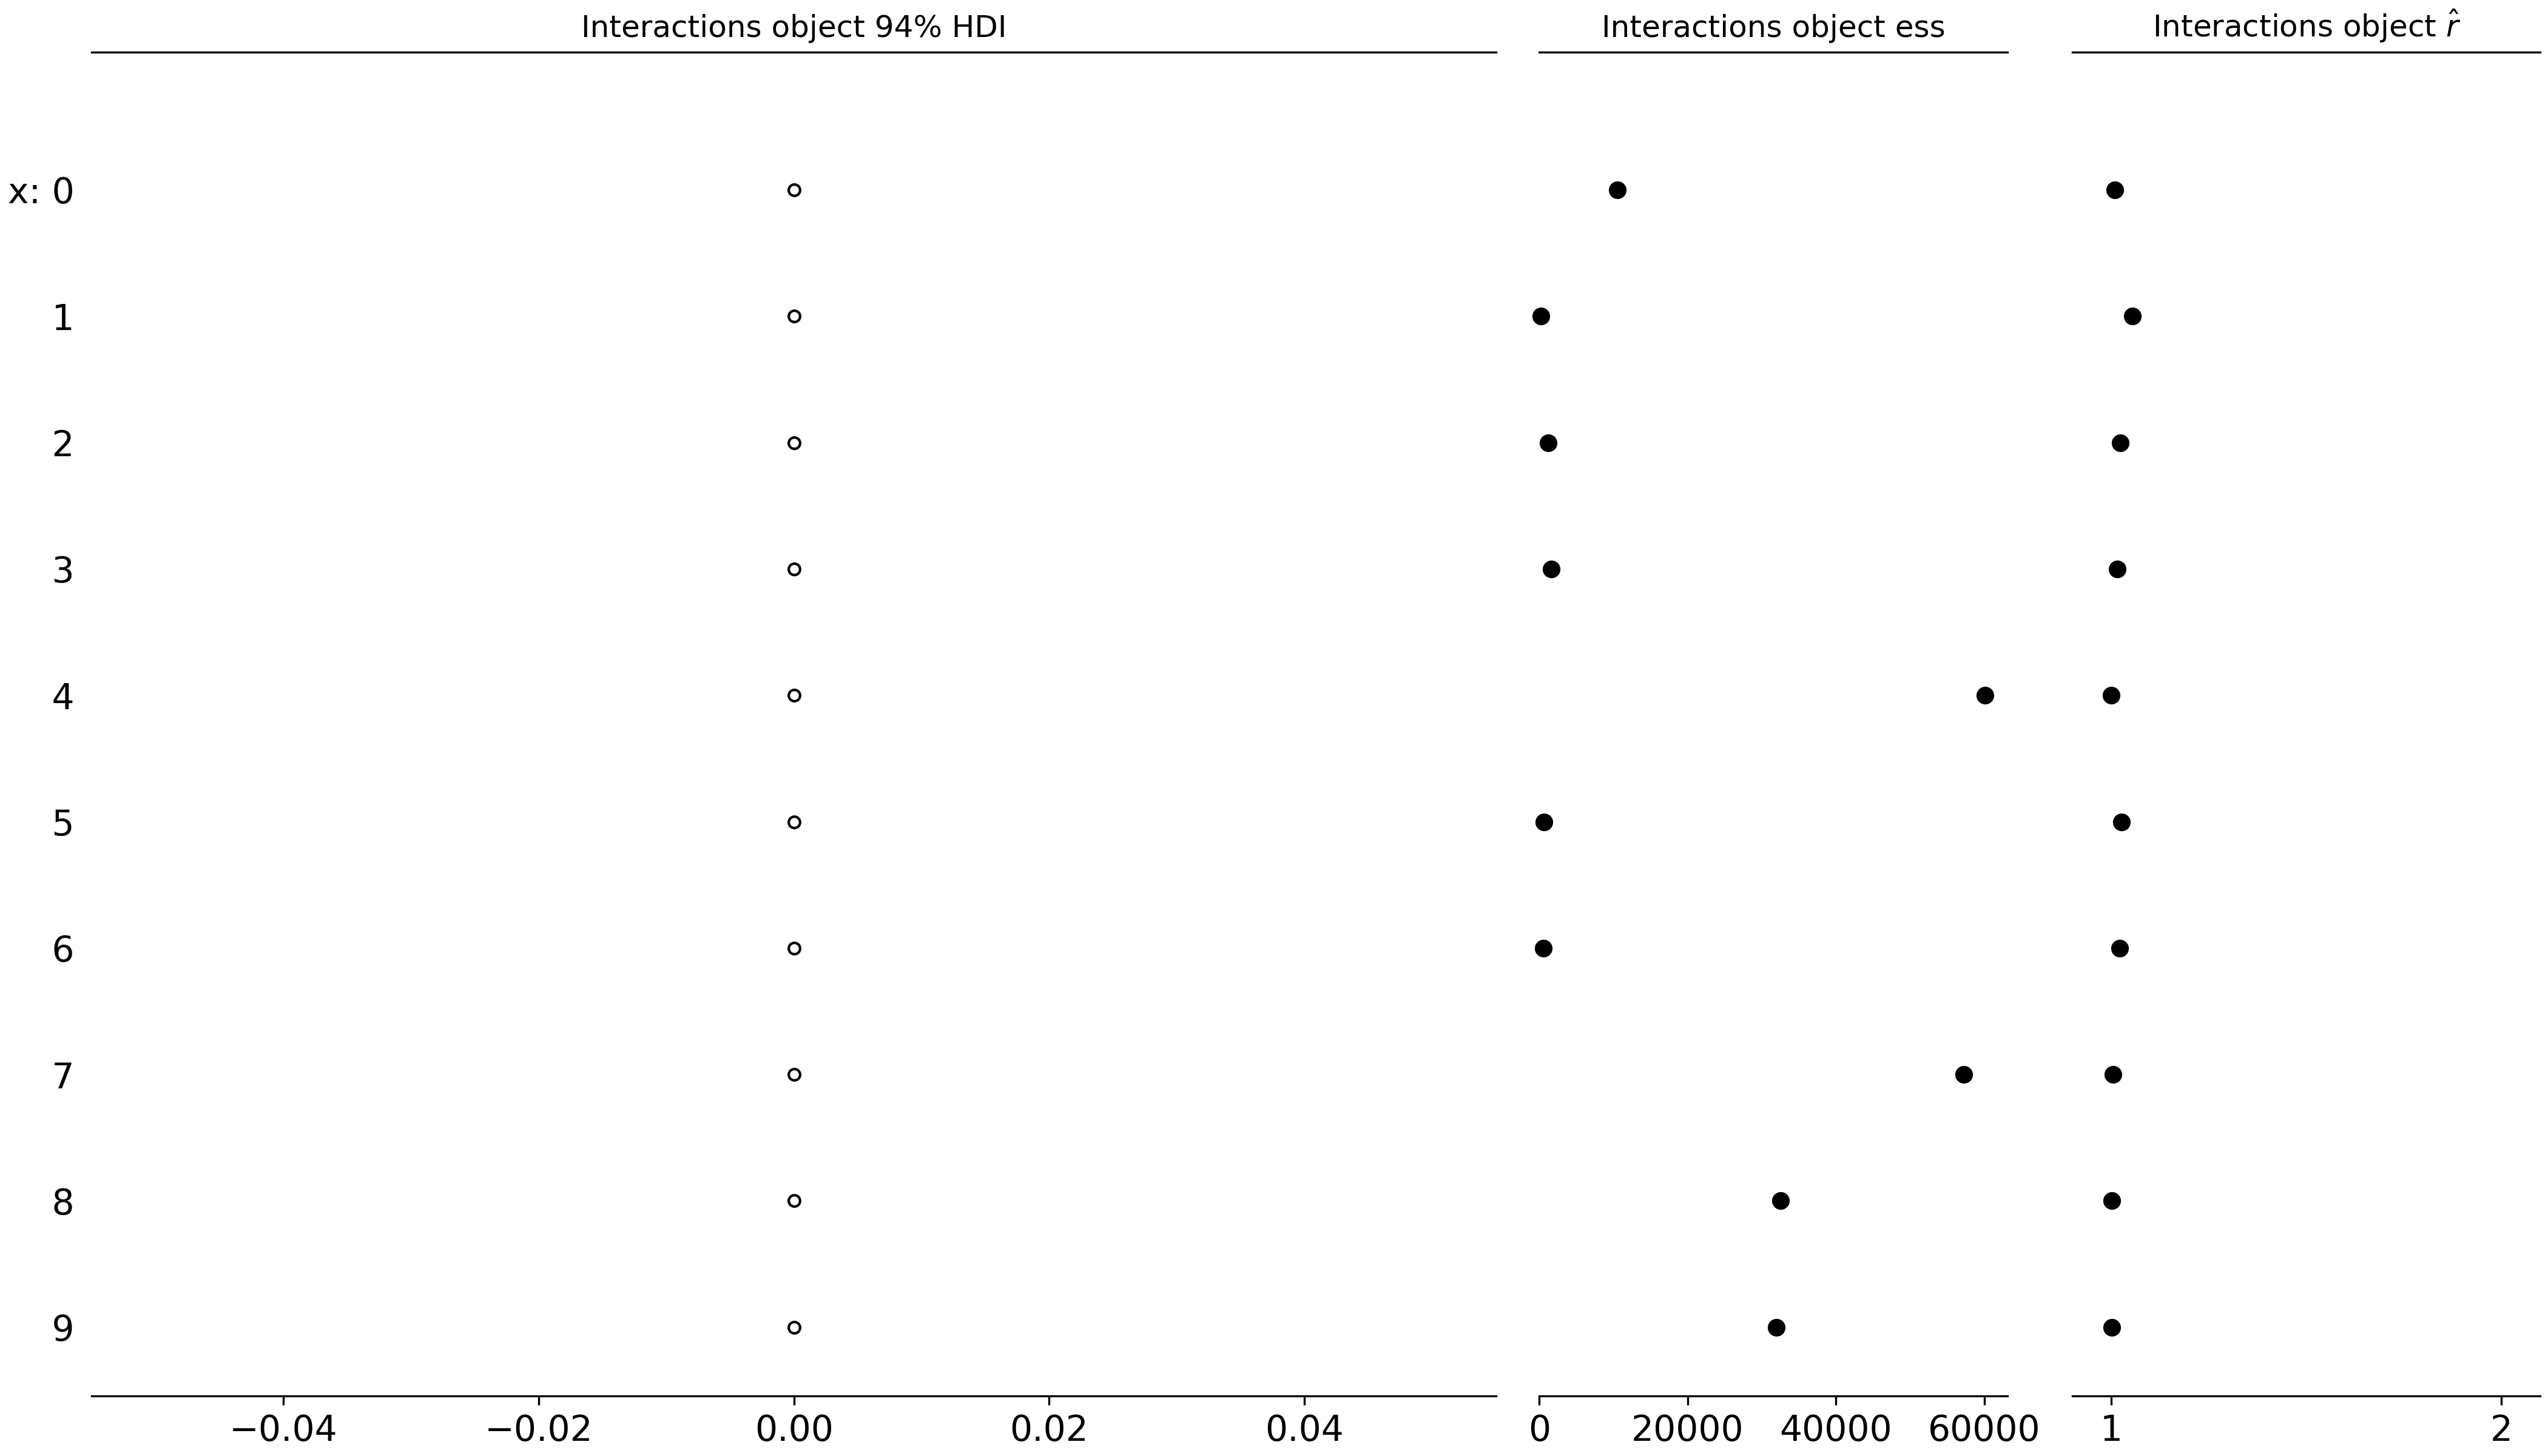 Interactions object 94% HDI
Interactions object ess
Interactions object r̂
x: 0
1
2
3
4
5
6
7
8
9
−0.04 −0.02 0.00 0.02 0.04
0 20000 40000 60000
1 2